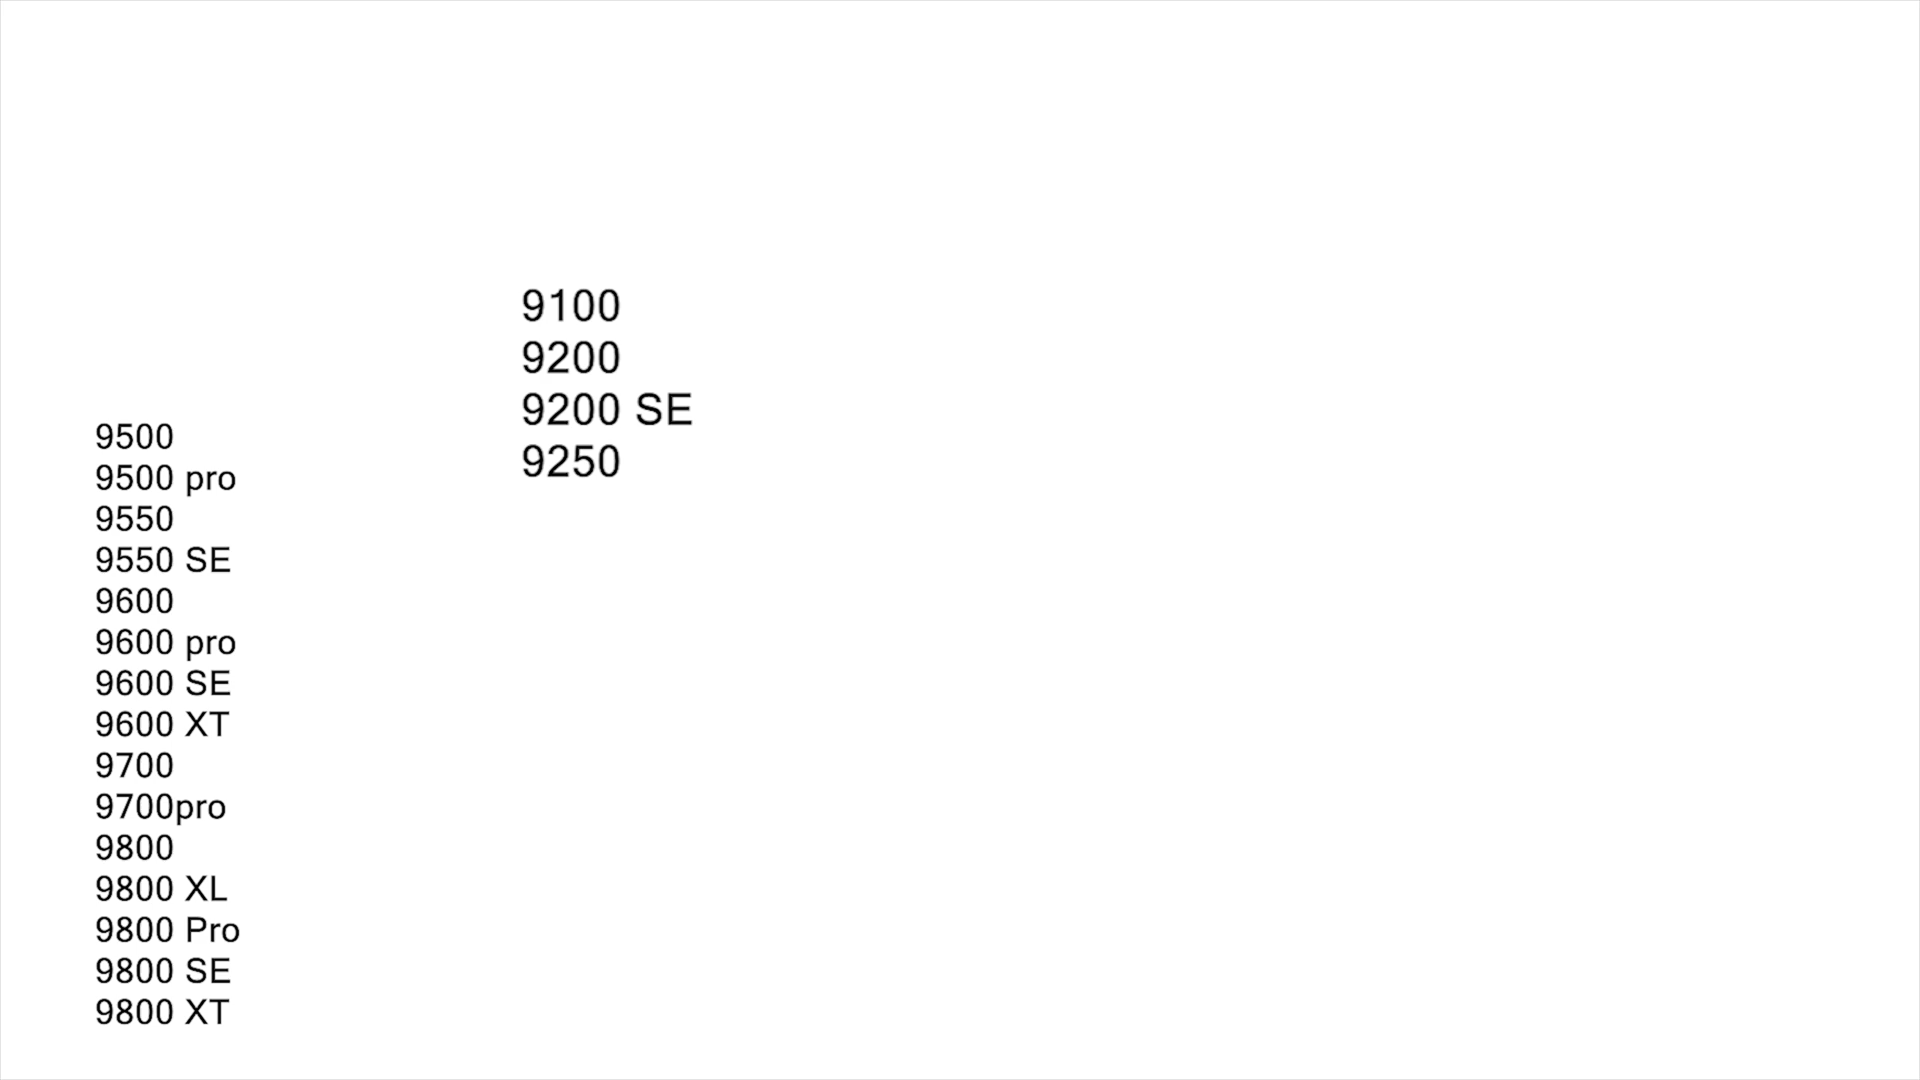 9500
9500 pro
9550
9550 SE
9600
9600 pro
9600 SE
9600 XT
9700
9700pro
9800
9800 XL
9800 Pro
9800 SE
9800 XT
9100
9200
9200 SE
9250